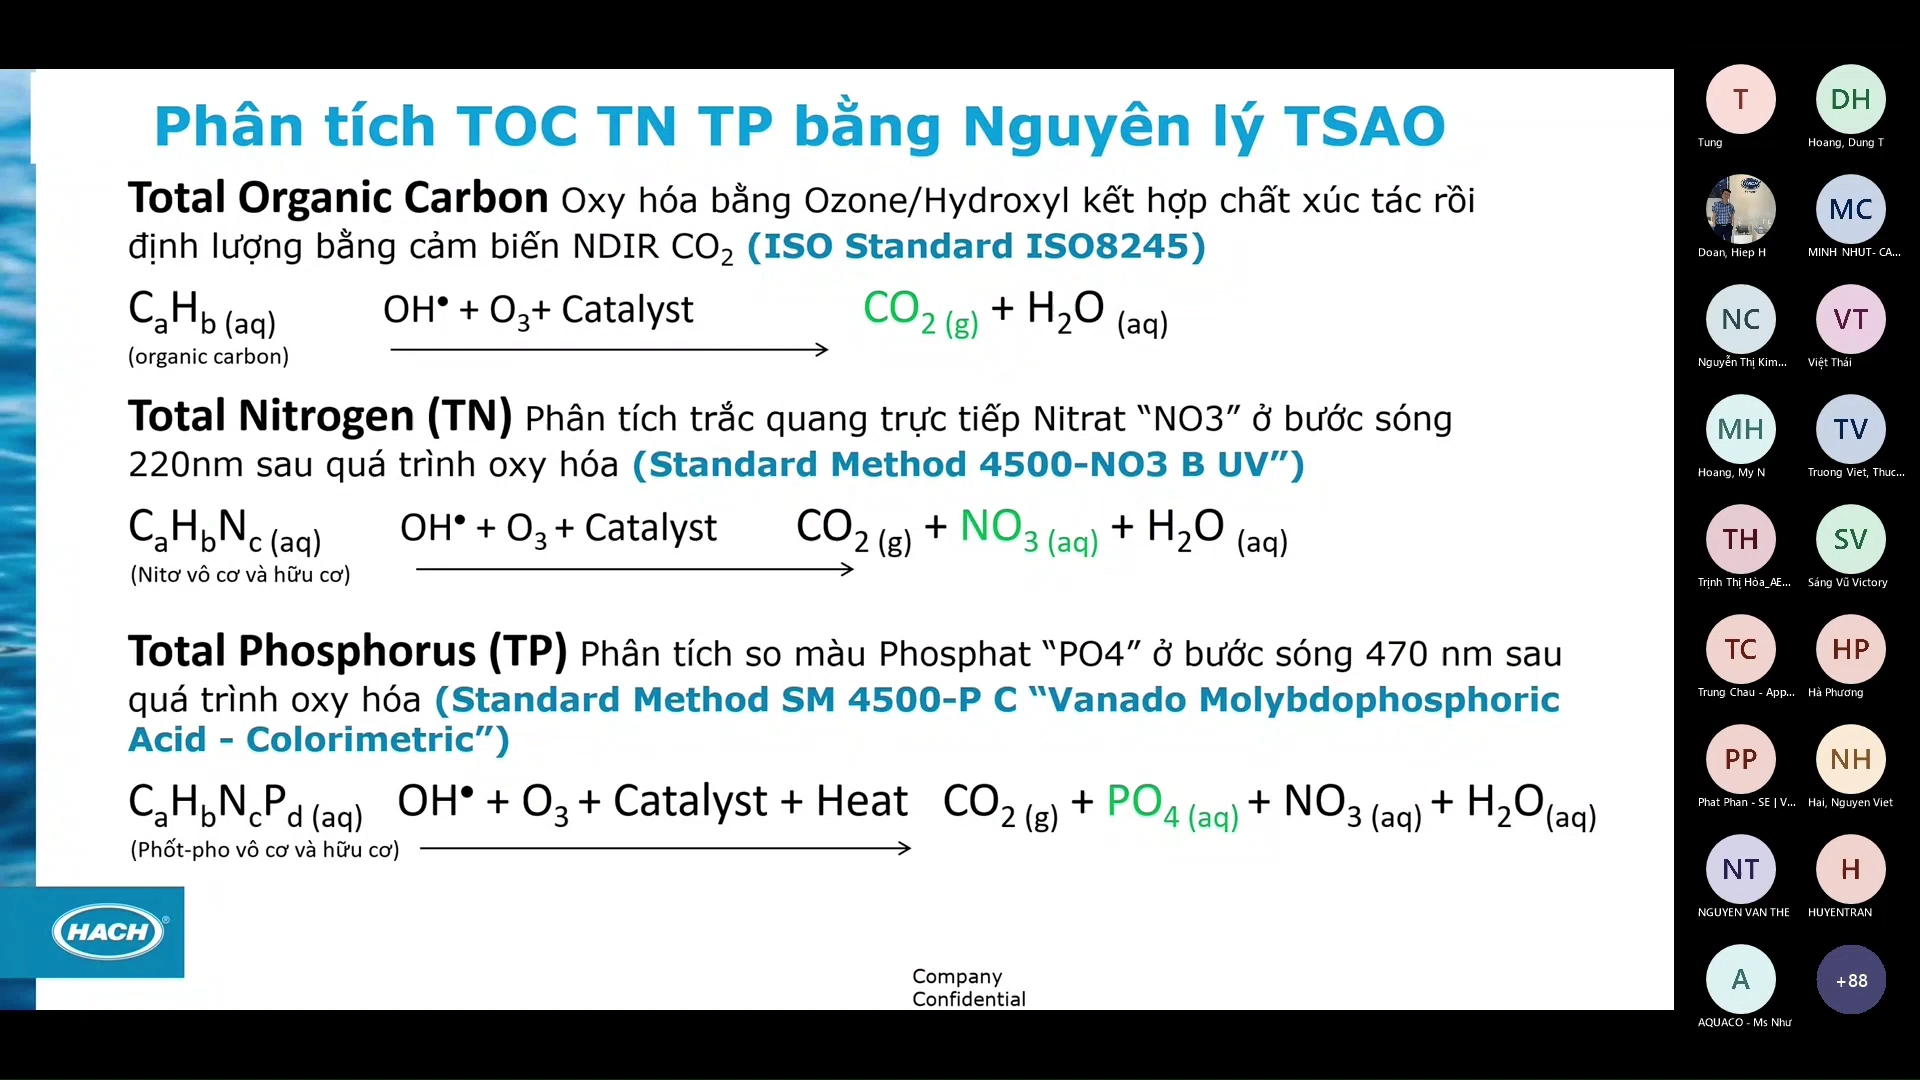 Phân tích TOC TN TP bằng Nguyên lý TSAO
Total Organic Carbon Oxy hóa bằng Ozone/Hydroxyl kết hợp chất xúc tác rồi
định lượng bằng cảm biến NDIR CO2 (ISO Standard ISO8245)
CaHb (aq) OH• + O3+ Catalyst CO2 (g) + H2O (aq)
(organic carbon)
Total Nitrogen (TN) Phân tích trắc quang trực tiếp Nitrat “NO3” ở bước sóng
220nm sau quá trình oxy hóa (Standard Method 4500-NO3 B UV”)
CaHbNc (aq) OH• + O3 + Catalyst CO2 (g) + NO3 (aq) + H2O (aq)
(Nitơ vô cơ và hữu cơ)
Total Phosphorus (TP) Phân tích so màu Phosphat “PO4” ở bước sóng 470 nm sau
quá trình oxy hóa (Standard Method SM 4500-P C “Vanado Molybdophosphoric
Acid - Colorimetric”)
CaHbNcPd (aq) OH• + O3 + Catalyst + Heat CO2 (g) + PO4 (aq) + NO3 (aq) + H2O(aq)
(Phốt-pho vô cơ và hữu cơ)
HACH®
Company
Confidential
T DH
Tung Hoang, Dung T
MC
Doan, Hiep H MINH NHUT- CA...
NC VT
Nguyễn Thị Kim... Việt Thái
MH TV
Hoang, My N Truong Viet, Thuc...
TH SV
Trịnh Thị Hòa_AE... Sáng Vũ Victory
TC HP
Trung Chau - App... Hà Phương
PP NH
Phat Phan - SE | V... Hai, Nguyen Viet
NT H
NGUYEN VAN THE HUYENTRAN
A +88
AQUACO - Ms Như